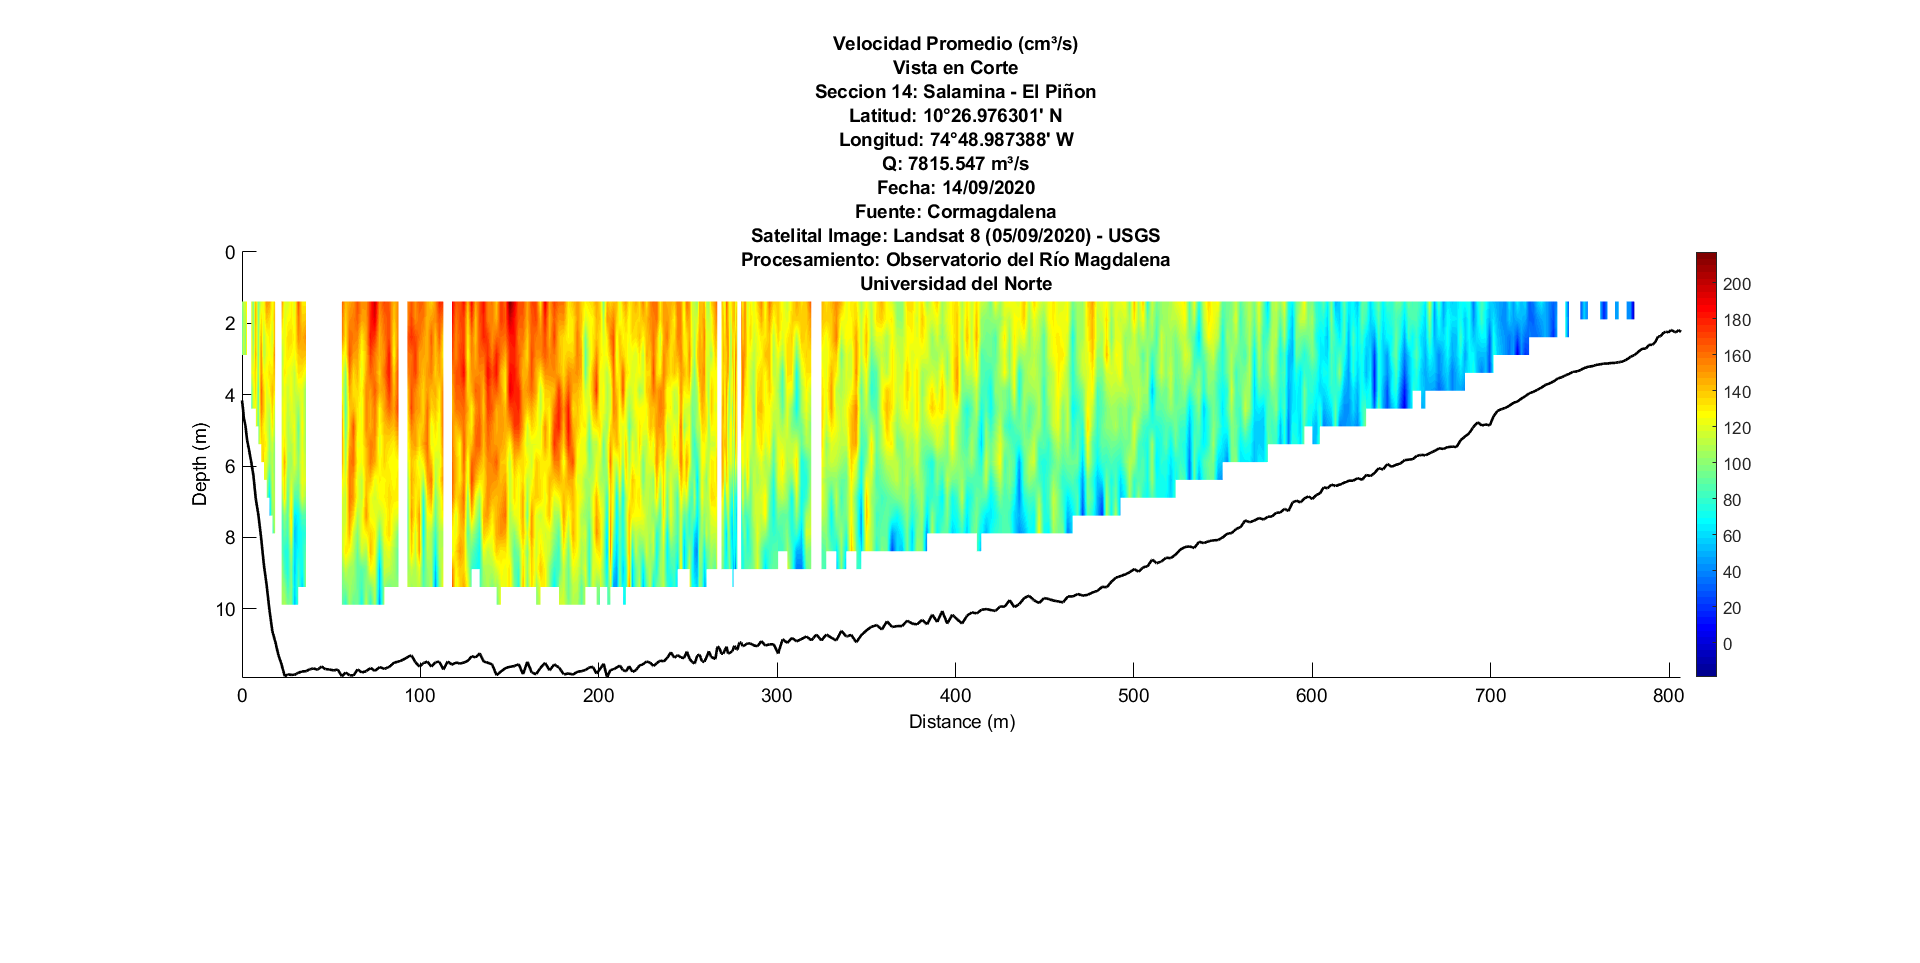 Velocidad Promedio (cm³/s)
Vista en Corte
Seccion 14: Salamina - El Piñon
Latitud: 10°26.976301' N
Longitud: 74°48.987388' W
Q: 7815.547 m³/s
Fecha: 14/09/2020
Fuente: Cormagdalena
Satelital Image: Landsat 8 (05/09/2020) - USGS
Procesamiento: Observatorio del Río Magdalena
Universidad del Norte
0
2
4
6
8
10
Depth (m)
0 100 200 300 400 500 600 700 800
Distance (m)
200
180
160
140
120
100
80
60
40
20
0